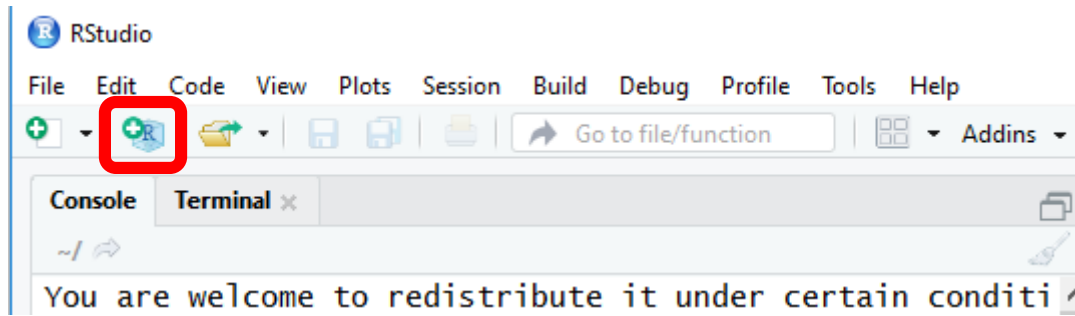 RStudio
File Edit Code View Plots Session Build Debug Profile Tools Help
R Go to file/function Addins
Console Terminal
~/
You are welcome to redistribute it under certain conditi